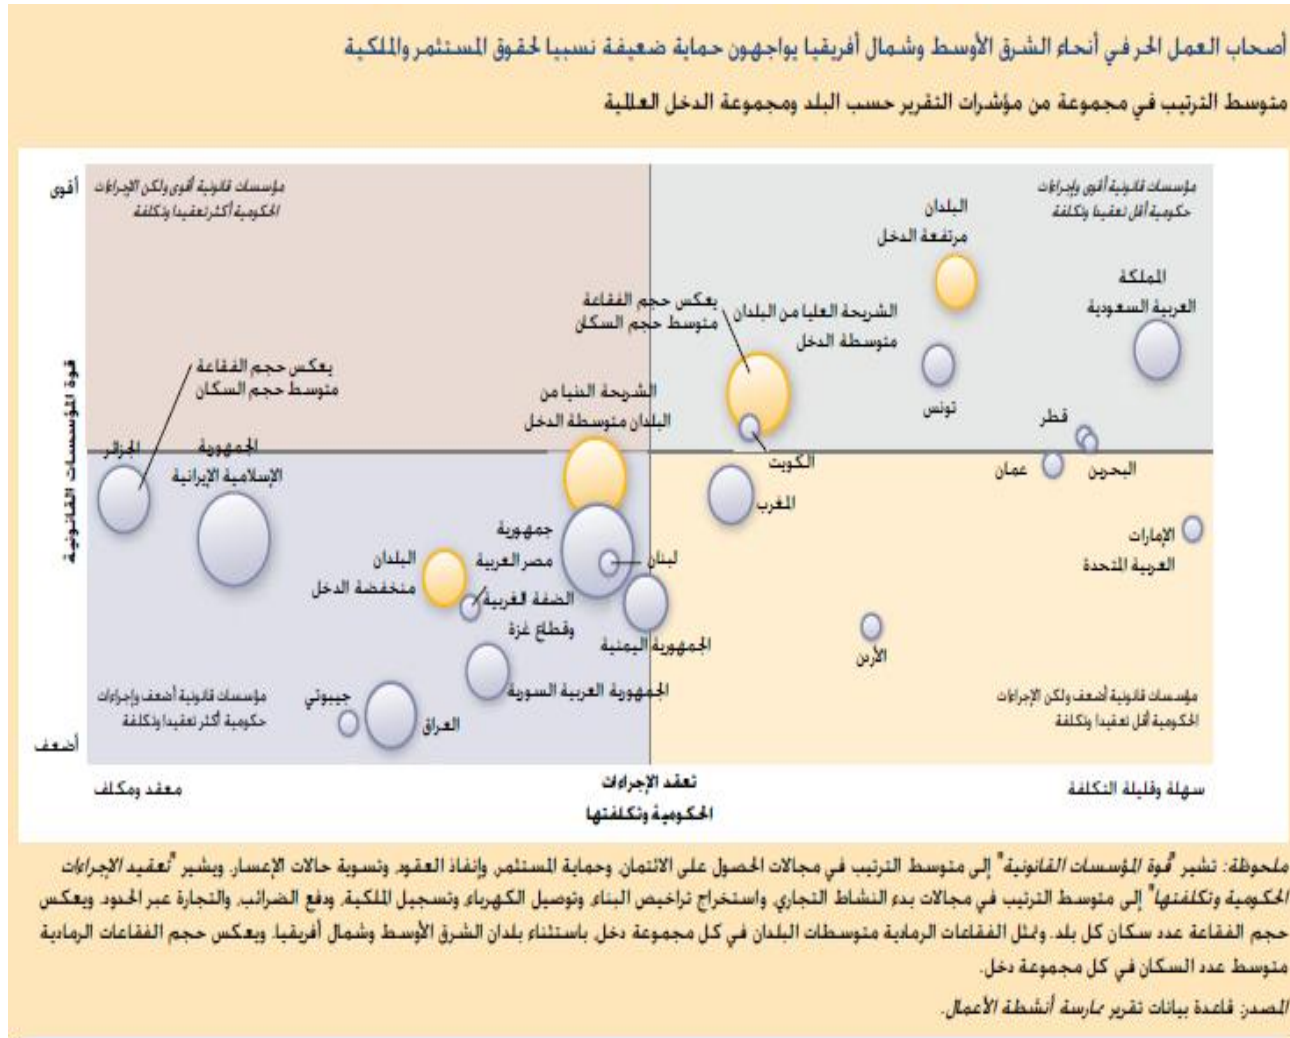 أصحاب العمل الحر في أنحاء الشرق الأوسط وشمال أفريقيا يواجهون حماية ضعيفة نسبيا لحقوق المستثمر والملكية
متوسط الترتيب في مجموعة من مؤشرات التقرير حسب البلد ومجموعة الدخل العالمية
أقوى
مؤسسات قانونية أقوى وإجراءات
حكومية أقل تعقيدا وتكلفة
مؤسسات قانونية أقوى ولكن الإجراءات
الحكومية أكثر تعقيدا وتكلفة
البلدان
مرتفعة الدخل
المملكة
العربية السعودية
الشريحة العليا من البلدان
متوسطة الدخل
يعكس حجم الفقاعة
متوسط حجم السكان
يعكس حجم الفقاعة
متوسط حجم السكان
تونس
قطر
البحرين
عمان
الكويت
المغرب
الشريحة الدنيا من
البلدان متوسطة الدخل
الجمهورية
الإسلامية الإيرانية
الجزائر
قوة المؤسسات القانونية
الإمارات
العربية المتحدة
جمهورية
مصر العربية
لبنان
البلدان
منخفضة الدخل
الضفة الغربية
وقطاع غزة
الجمهورية اليمنية
الأردن
الجمهورية العربية السورية
العراق
جيبوتي
مؤسسات قانونية أضعف ولكن الإجراءات
الحكومية أقل تعقيدا وتكلفة
مؤسسات قانونية أضعف وإجراءات
حكومية أكثر تعقيدا وتكلفة
أضعف
سهلة وقليلة التكلفة
تعقد الإجراءات
الحكومية وتكلفتها
معقد ومكلف
ملحوظة: تشير "قوة المؤسسات القانونية" إلى متوسط الترتيب في مجالات الحصول على الائتمان، وحماية المستثمر، وإنفاذ العقود، وتسوية حالات الإعسار. ويشير "تعقيد الإجراءات
الحكومية وتكلفتها" إلى متوسط الترتيب في مجالات بدء النشاط التجاري، واستخراج تراخيص البناء، وتوصيل الكهرباء، وتسجيل الملكية، ودفع الضرائب، والتجارة عبر الحدود. ويعكس
حجم الفقاعة عدد سكان كل بلد. وتمثل الفقاعات الرمادية متوسطات البلدان في كل مجموعة دخل، باستثناء بلدان الشرق الأوسط وشمال أفريقيا. ويعكس حجم الفقاعات الرمادية
متوسط عدد السكان في كل مجموعة دخل.
المصدر: قاعدة بيانات تقرير ممارسة أنشطة الأعمال.